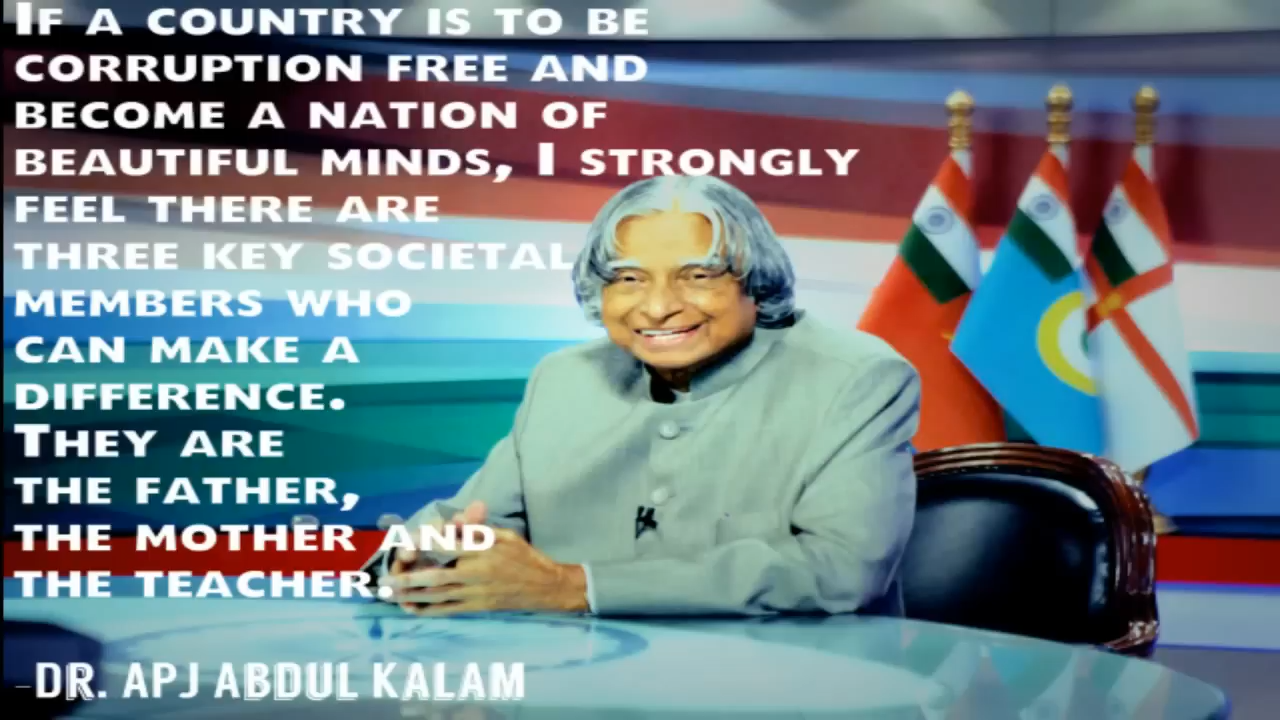 IF A COUNTRY IS TO BE
CORRUPTION FREE AND
BECOME A NATION OF
BEAUTIFUL MINDS, I STRONGLY
FEEL THERE ARE
THREE KEY SOCIETAL
MEMBERS WHO
CAN MAKE A
DIFFERENCE.
THEY ARE
THE FATHER,
THE MOTHER AND
THE TEACHER.
-DR. APJ ABDUL KALAM